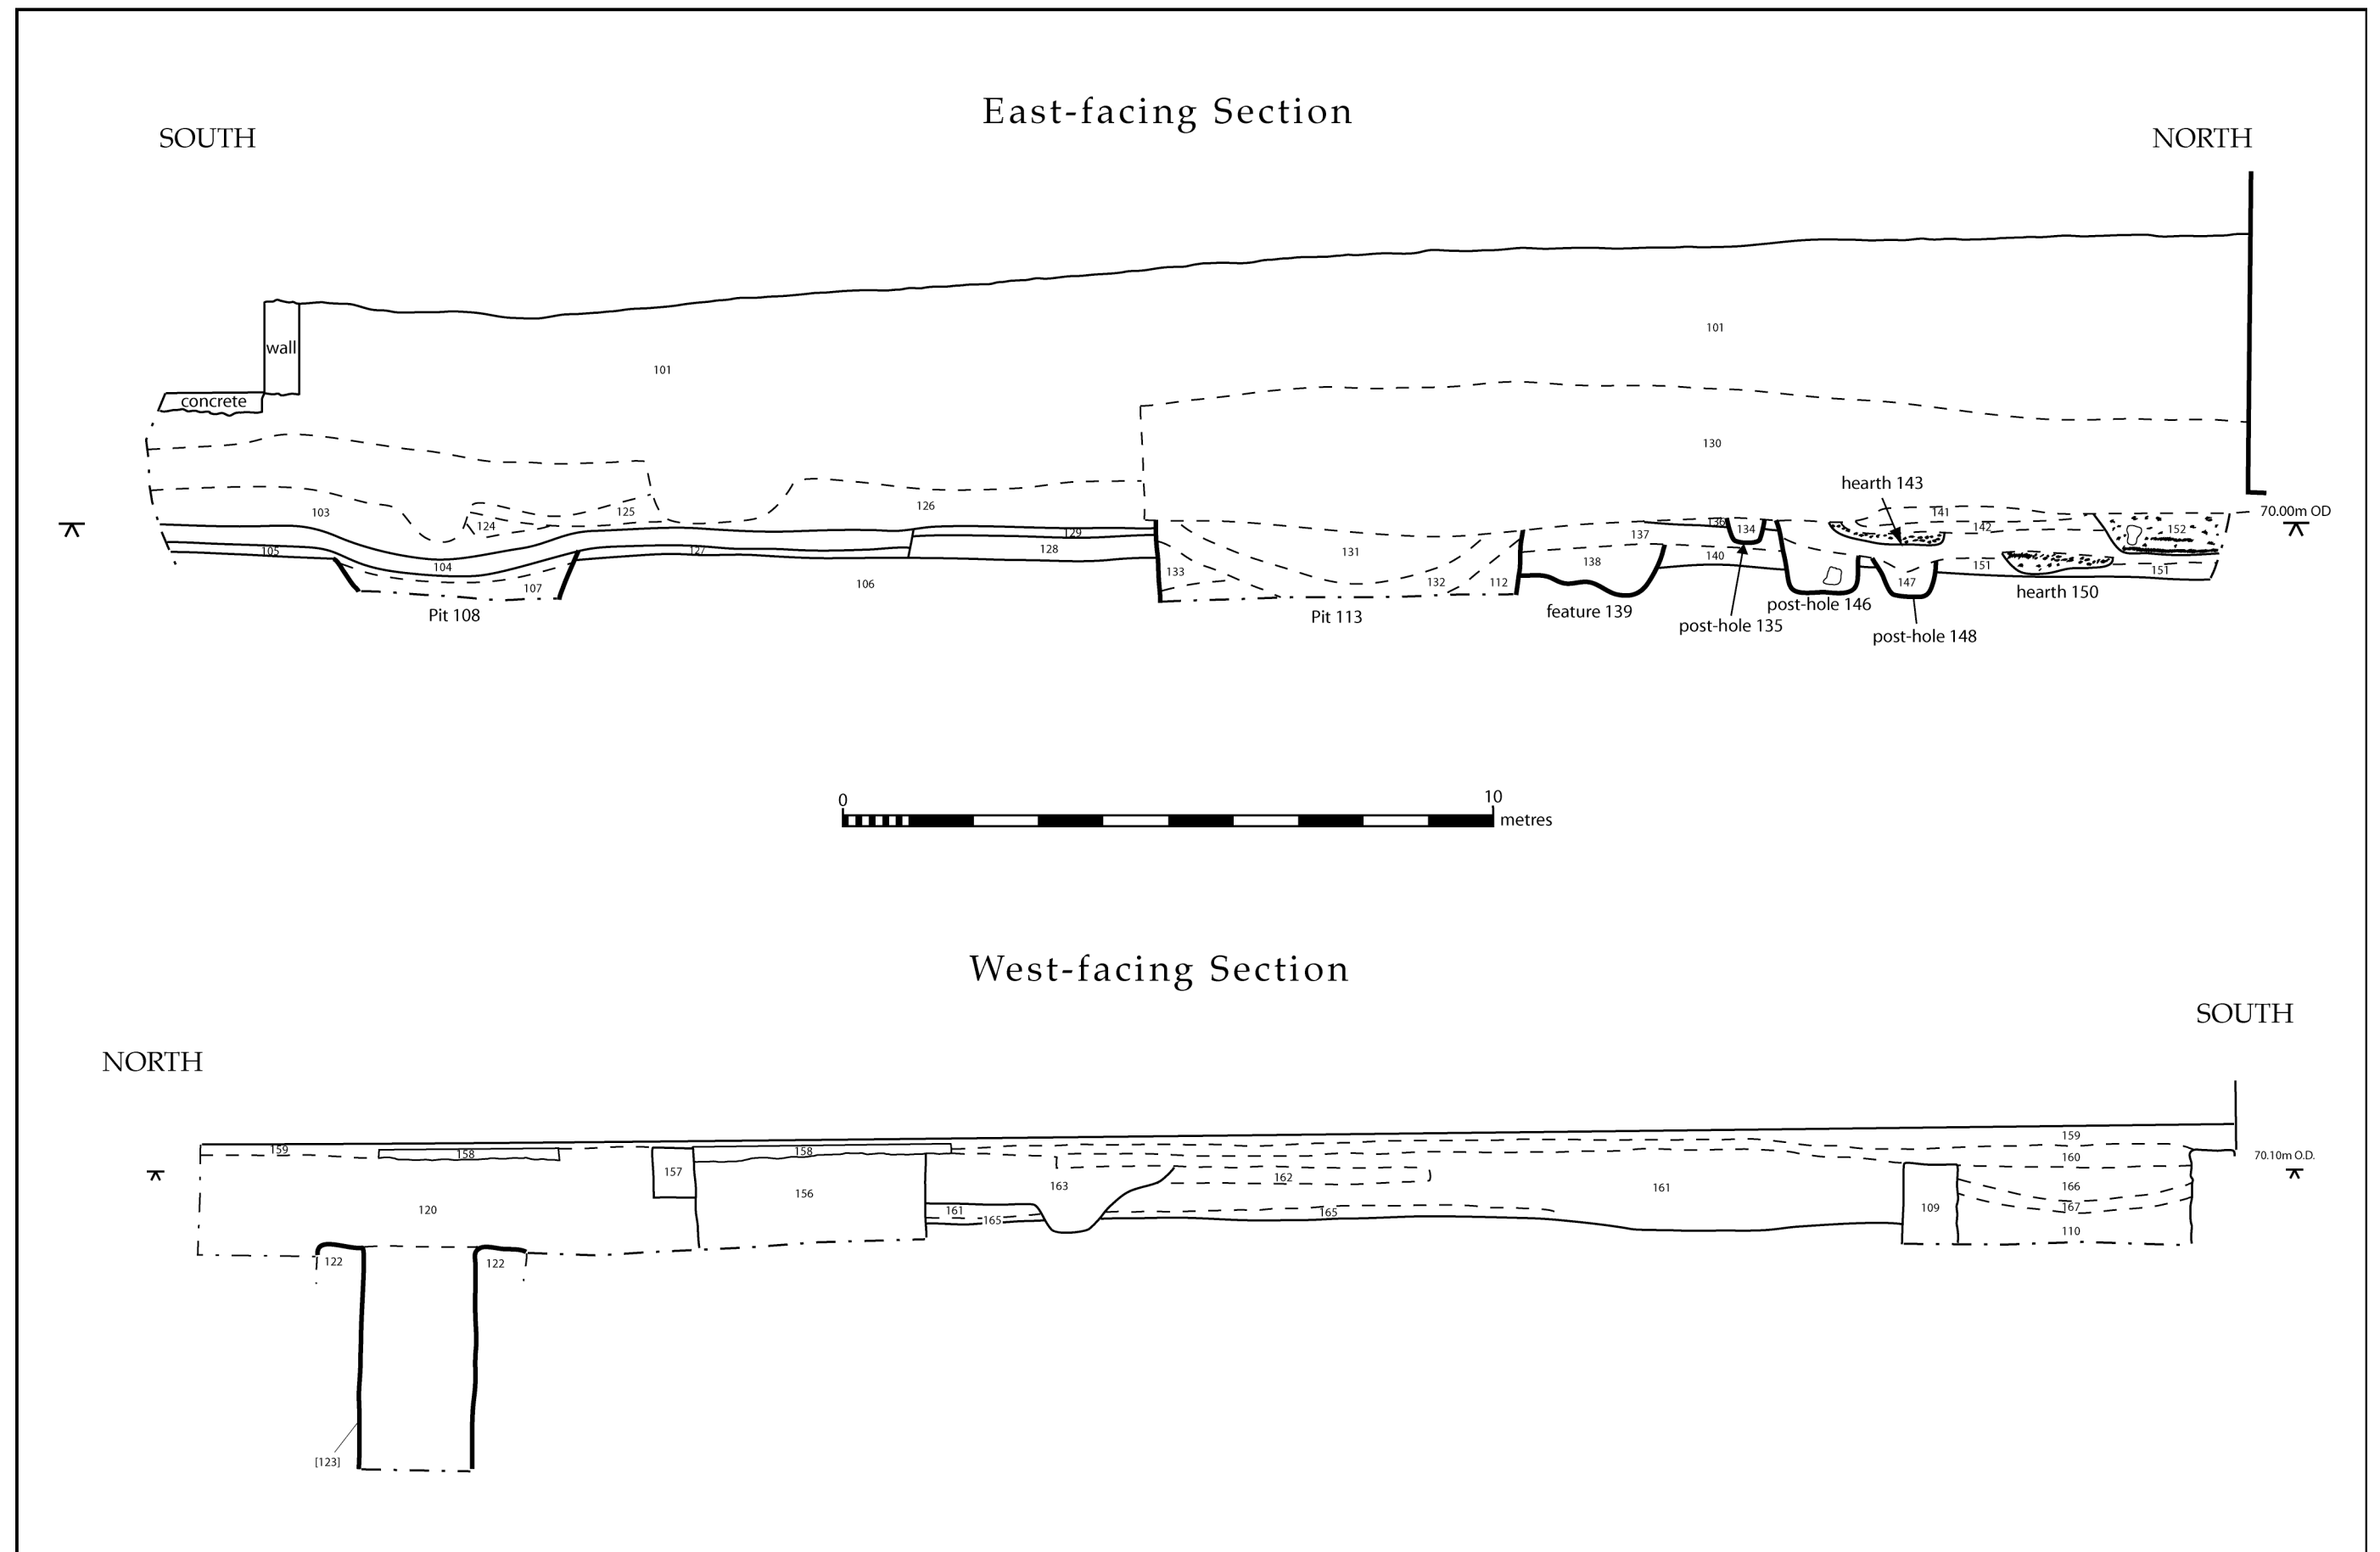 East-facing Section
SOUTH
NORTH
101
wall
101
concrete
130
hearth 143
103
124
125
126
136
134
141
142
152
70.00m OD
129
137
105
127
128
131
140
138
104
133
132
112
151
151
107
106
147
Pit 108
Pit 113
feature 139
post-hole 135
post-hole 146
hearth 150
post-hole 148
0
10
metres
West-facing Section
SOUTH
NORTH
159
159
158
158
70.10m O.D.
160
157
156
163
162
161
166
120
161
165
165
109
167
110
122
122
[123]